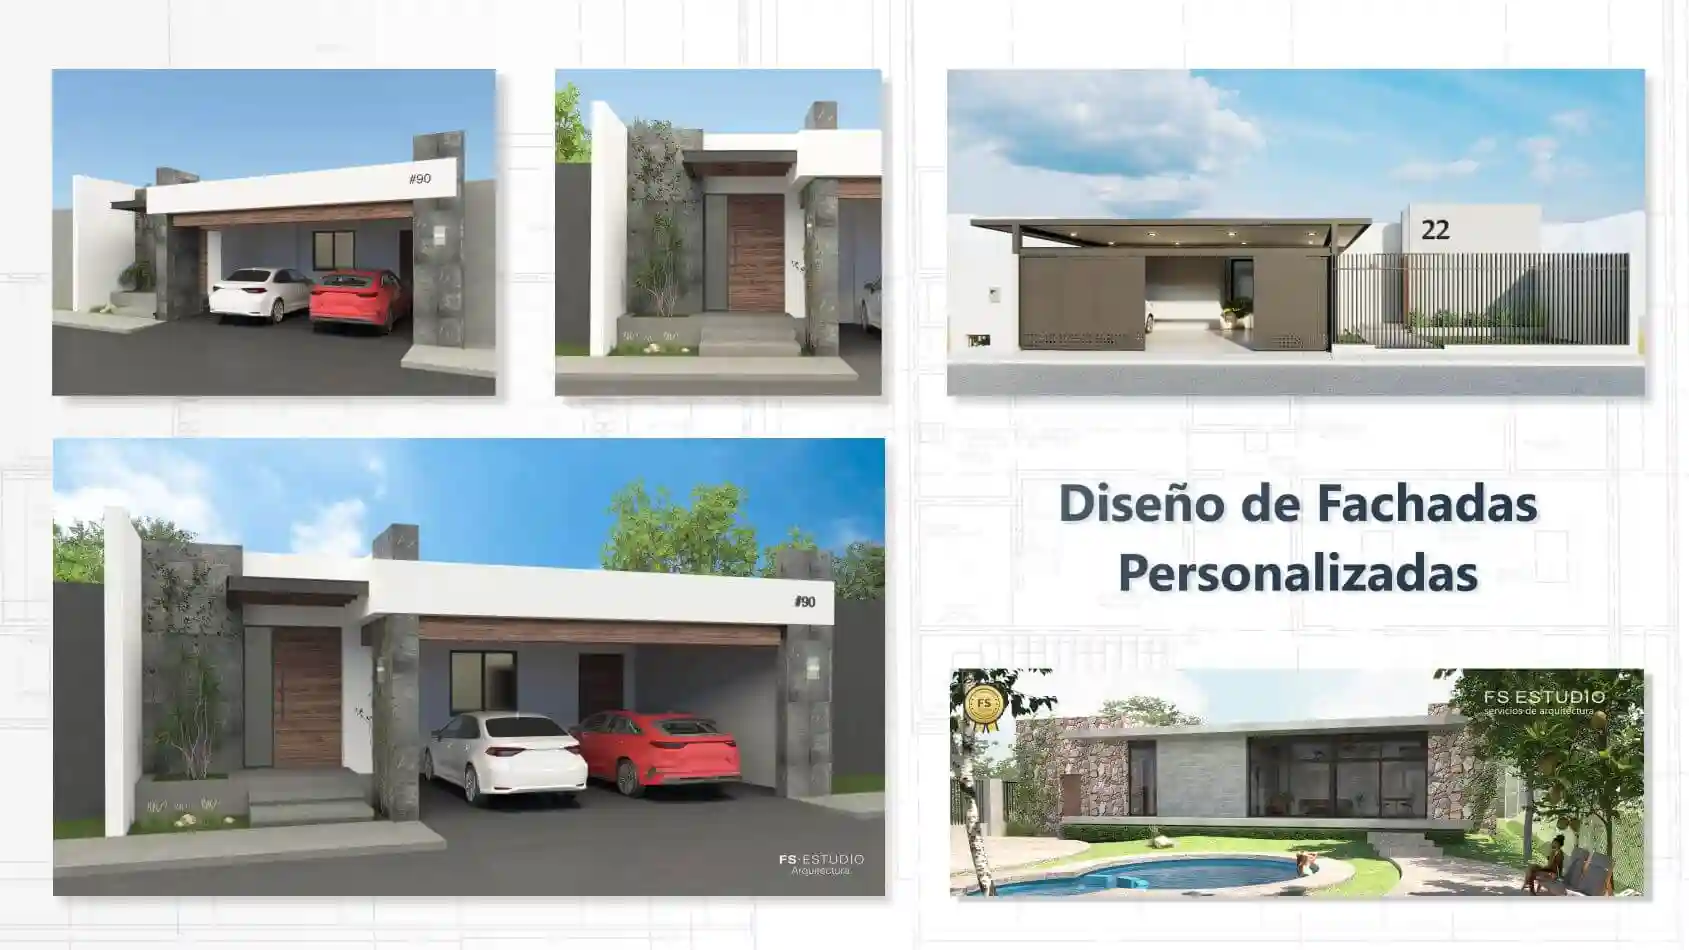 #90
22
Diseño de Fachadas
Personalizadas
#90
FS·ESTUDIO
Arquitectura.
FS
FS ESTUDIO
servicios de arquitectura.